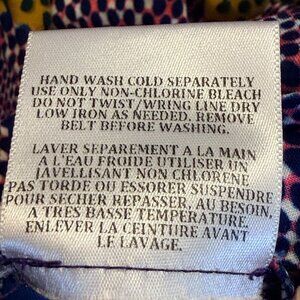 HAND WASH COLD SEPARATELY
USE ONLY NON-CHLORINE BLEACH
DO NOT TWIST/WRING LINE DRY
LOW IRON AS NEEDED. REMOVE
BELT BEFORE WASHING.
LAVER SEPAREMENT A LA MAIN
A L'EAU FROIDE UTILISER UN
JAVELLISANT NON CHLORENE
PAS TORDE OU ESSORER SUSPENDRE
POUR SECHER REPASSER, AU BESOIN,
A TRES BASSE TEMPERATURE.
ENLEVER LA CEINTURE AVANT
LE LAVAGE.